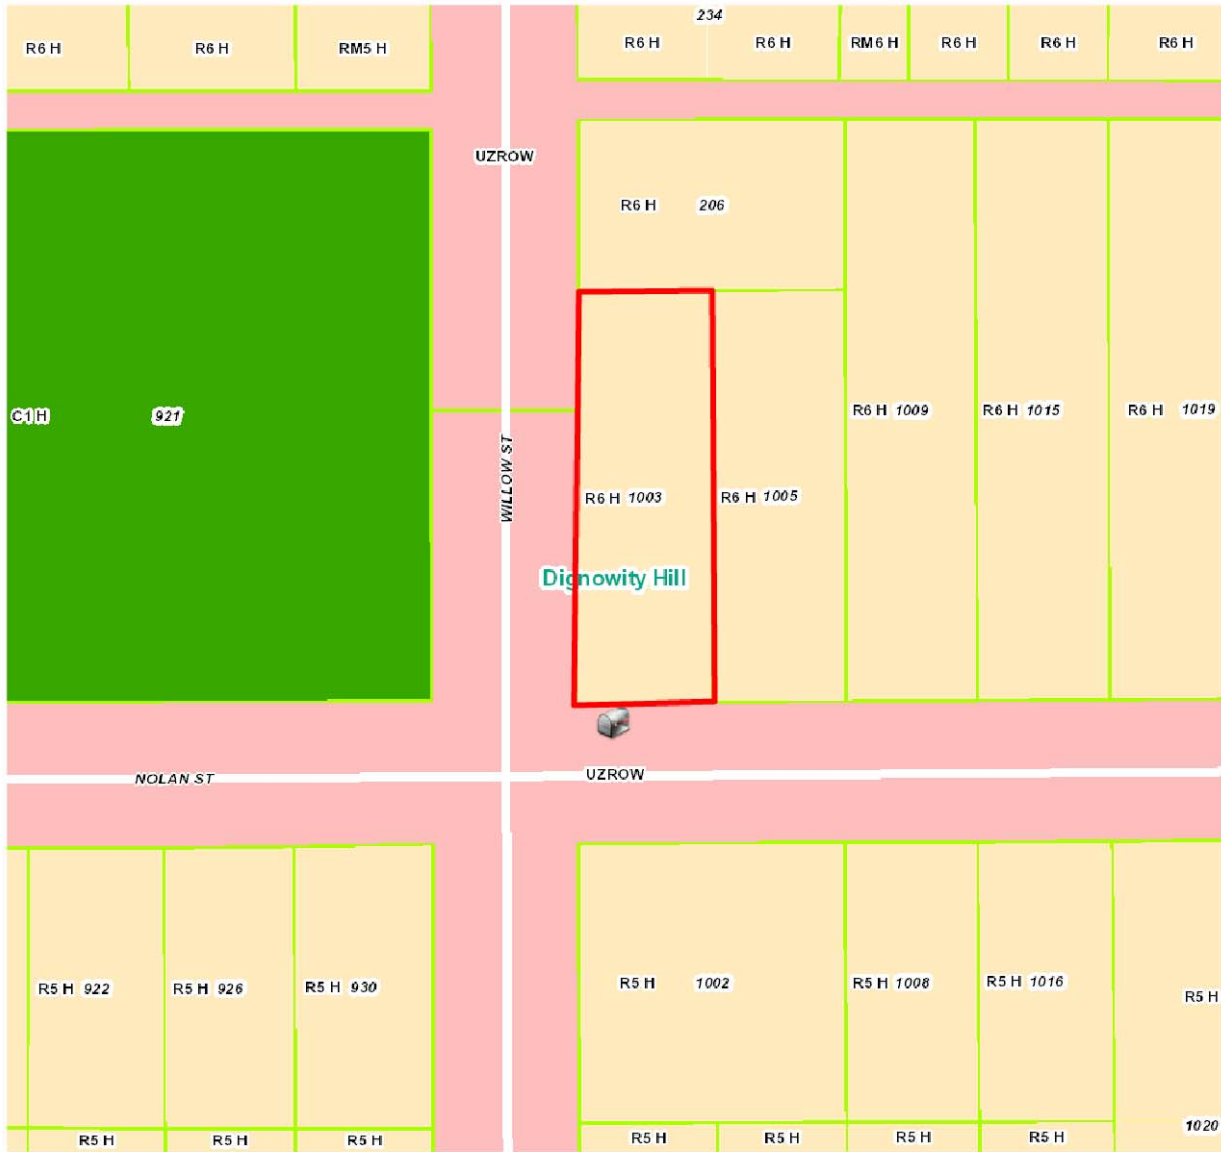 234
R6 H
R6 H
RM5 H
R6 H
R6 H
RM6 H
R6 H
R6 H
R6 H
UZROW
R6 H 206
C1 H 921
R6 H 1009
R6 H 1015
R6 H 1019
WILLOW ST
R6 H 1003
R6 H 1005
Dignowity Hill
NOLAN ST
UZROW
R5 H 922
R5 H 926
R5 H 930
R5 H 1002
R5 H 1008
R5 H 1016
R5 H
1020
R5 H
R5 H
R5 H
R5 H
R5 H
R5 H
R5 H